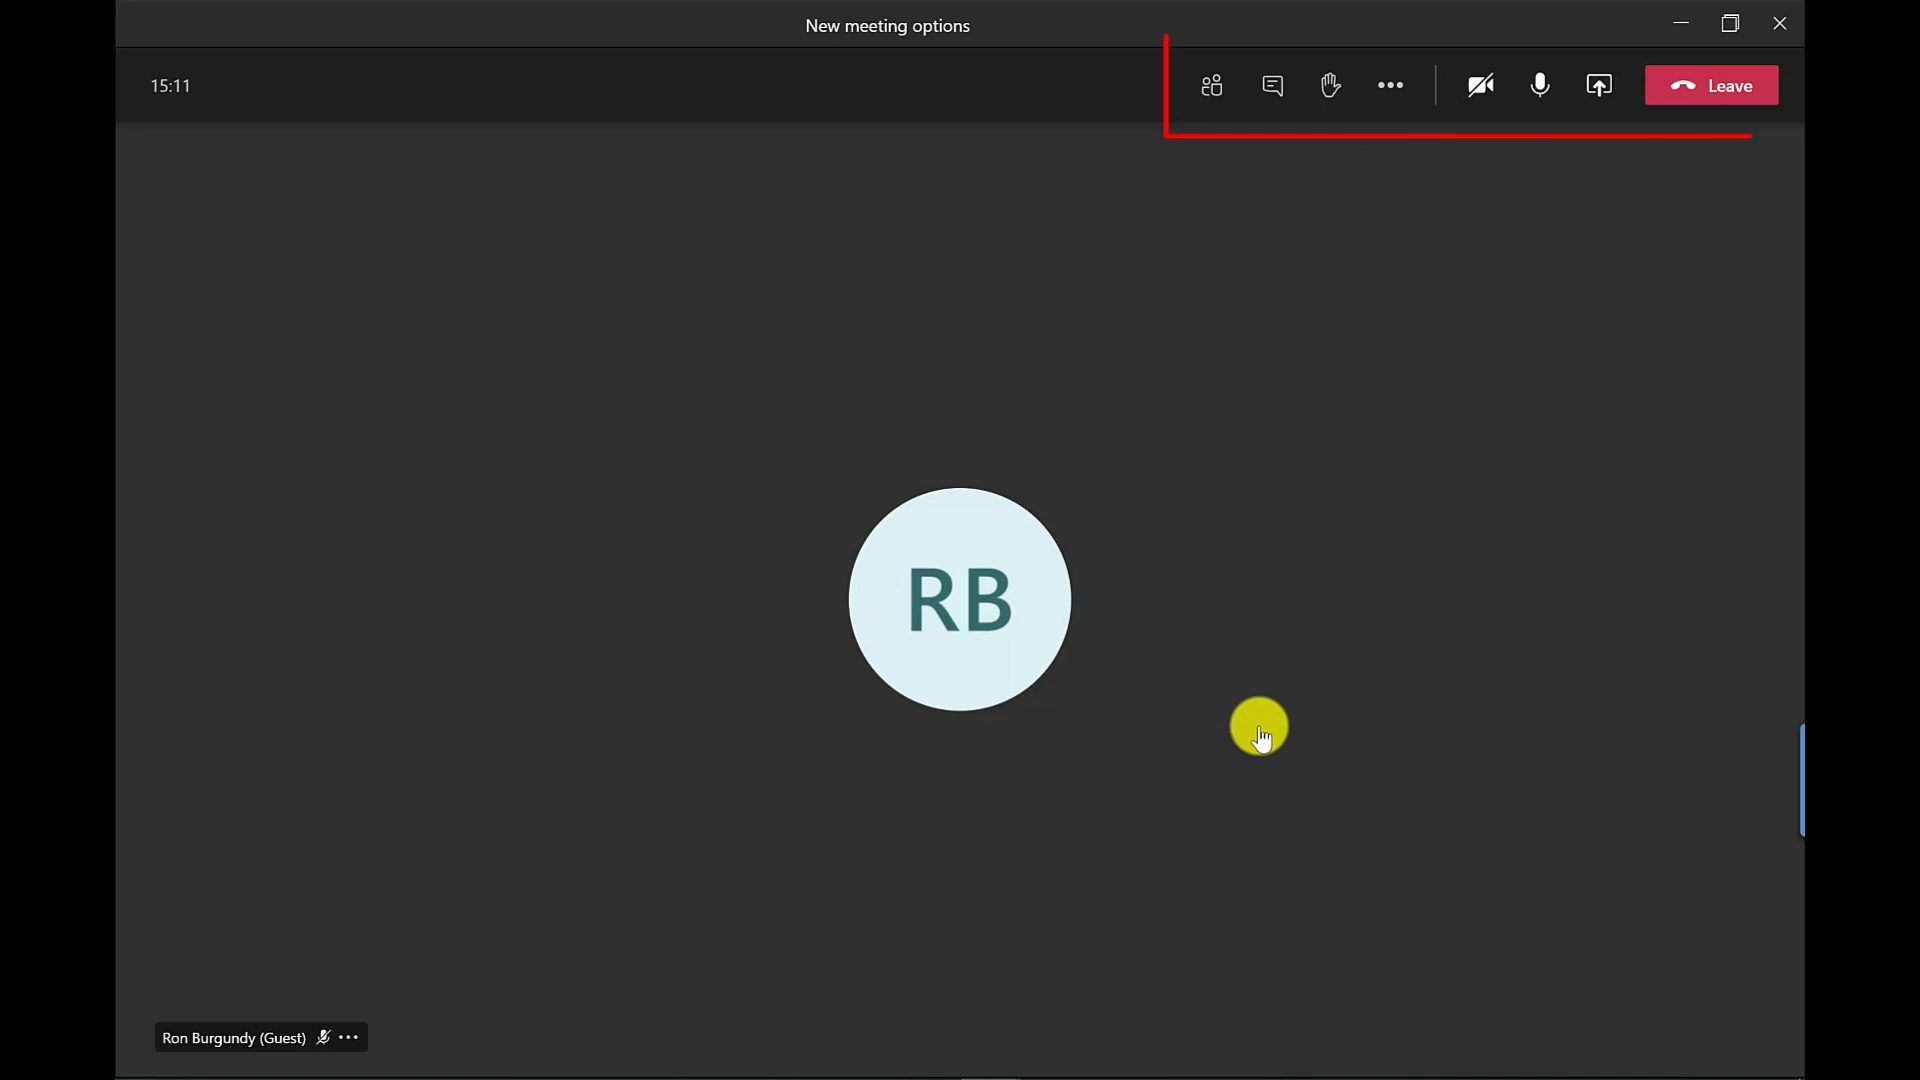 New meeting options
15:11
Leave
RB
Ron Burgundy (Guest)